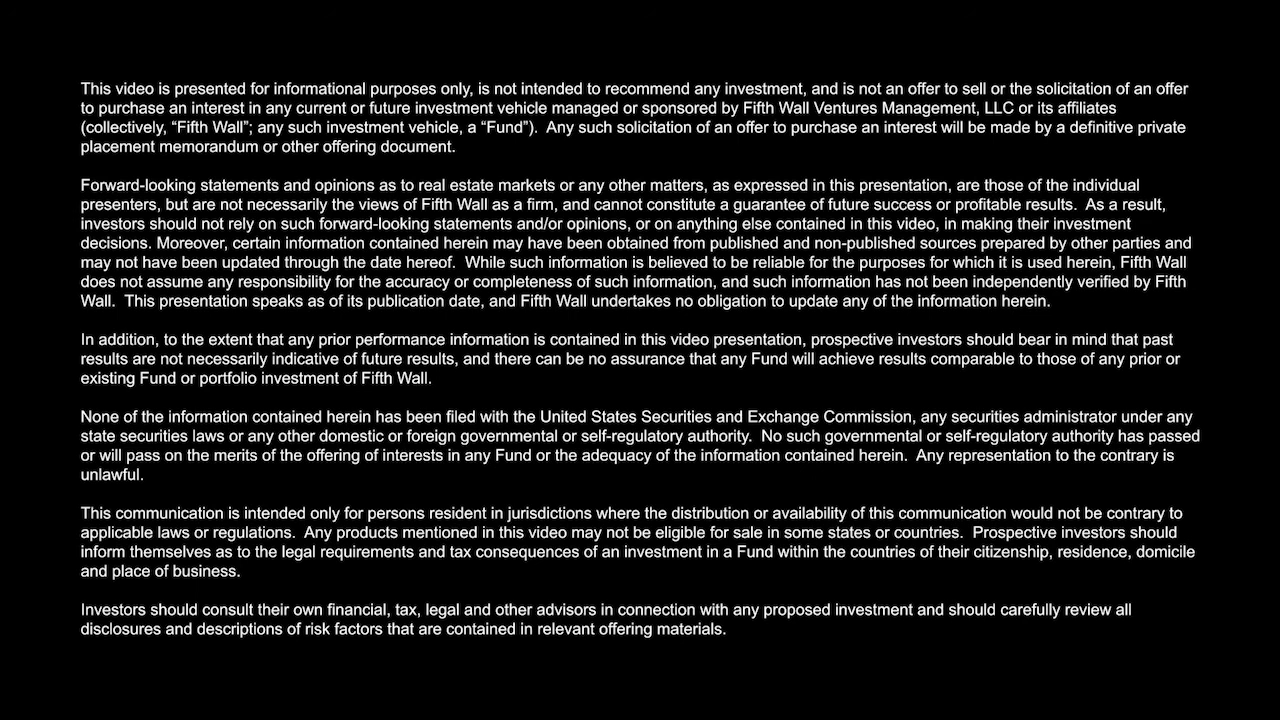 This video is presented for informational purposes only, is not intended to recommend any investment, and is not an offer to sell or the solicitation of an offer
to purchase an interest in any current or future investment vehicle managed or sponsored by Fifth Wall Ventures Management, LLC or its affiliates
(collectively, “Fifth Wall”; any such investment vehicle, a “Fund”).  Any such solicitation of an offer to purchase an interest will be made by a definitive private
placement memorandum or other offering document.
Forward-looking statements and opinions as to real estate markets or any other matters, as expressed in this presentation, are those of the individual
presenters, but are not necessarily the views of Fifth Wall as a firm, and cannot constitute a guarantee of future success or profitable results.  As a result,
investors should not rely on such forward-looking statements and/or opinions, or on anything else contained in this video, in making their investment
decisions. Moreover, certain information contained herein may have been obtained from published and non-published sources prepared by other parties and
may not have been updated through the date hereof.  While such information is believed to be reliable for the purposes for which it is used herein, Fifth Wall
does not assume any responsibility for the accuracy or completeness of such information, and such information has not been independently verified by Fifth
Wall.  This presentation speaks as of its publication date, and Fifth Wall undertakes no obligation to update any of the information herein.
In addition, to the extent that any prior performance information is contained in this video presentation, prospective investors should bear in mind that past
results are not necessarily indicative of future results, and there can be no assurance that any Fund will achieve results comparable to those of any prior or
existing Fund or portfolio investment of Fifth Wall.
None of the information contained herein has been filed with the United States Securities and Exchange Commission, any securities administrator under any
state securities laws or any other domestic or foreign governmental or self-regulatory authority.  No such governmental or self-regulatory authority has passed
or will pass on the merits of the offering of interests in any Fund or the adequacy of the information contained herein.  Any representation to the contrary is
unlawful.
This communication is intended only for persons resident in jurisdictions where the distribution or availability of this communication would not be contrary to
applicable laws or regulations.  Any products mentioned in this video may not be eligible for sale in some states or countries.  Prospective investors should
inform themselves as to the legal requirements and tax consequences of an investment in a Fund within the countries of their citizenship, residence, domicile
and place of business.
Investors should consult their own financial, tax, legal and other advisors in connection with any proposed investment and should carefully review all
disclosures and descriptions of risk factors that are contained in relevant offering materials.